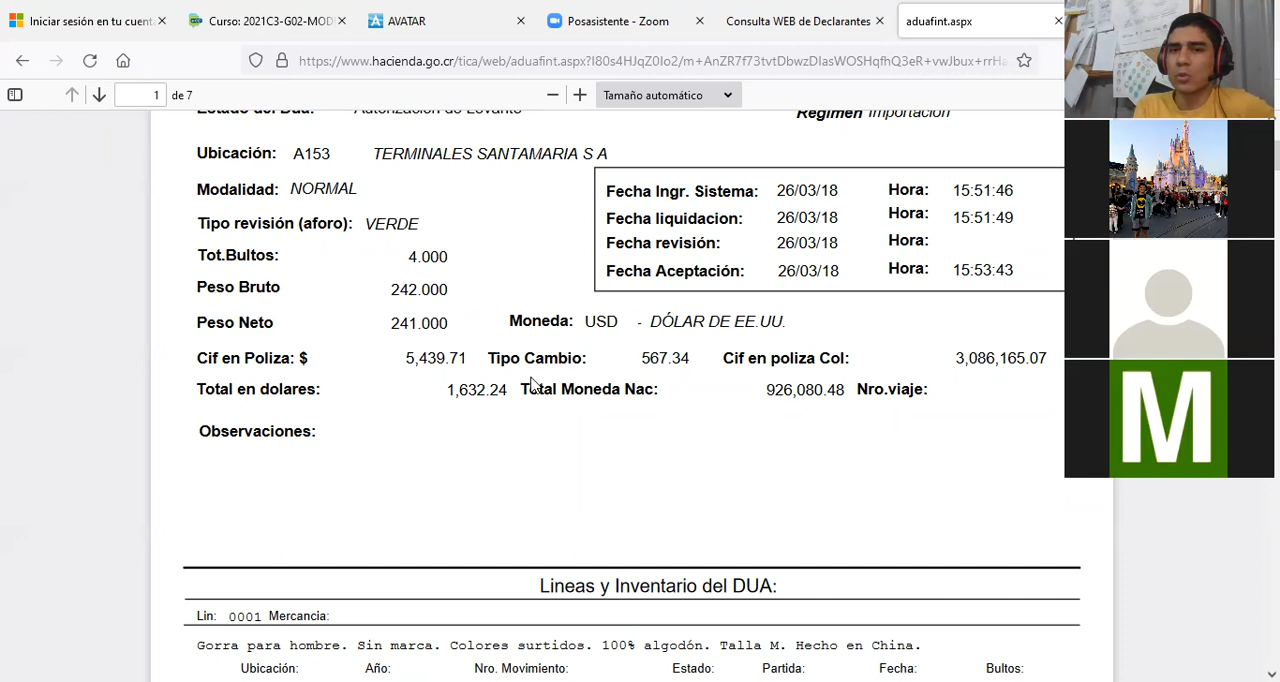 Iniciar sesión en tu cuent
Curso: 2021C3-G02-MOD
AVATAR
Posasistente - Zoom
Consulta WEB de Declarantes
aduafint.aspx
https://www.hacienda.go.cr/tica/web/aduafint.aspx?
1 de 7
Tamaño automático
Estado del Dua: Autorizacion de Levante
Regimen Importacion
Ubicación: A153 TERMINALES SANTAMARIA S A
Modalidad: NORMAL
Fecha Ingr. Sistema: 26/03/18 Hora: 15:51:46
Tipo revisión (aforo): VERDE
Fecha liquidacion: 26/03/18 Hora: 15:51:49
Fecha revisión: 26/03/18 Hora:
Tot.Bultos: 4.000
Fecha Aceptación: 26/03/18 Hora: 15:53:43
Peso Bruto 242.000
Peso Neto 241.000
Moneda: USD - DÓLAR DE EE.UU.
Cif en Poliza: $ 5,439.71 Tipo Cambio: 567.34 Cif en poliza Col: 3,086,165.07
Total en dolares: 1,632.24 Total Moneda Nac: 926,080.48 Nro.viaje:
Observaciones:
Lineas y Inventario del DUA:
Lin: 0001 Mercancia:
Gorra para hombre. Sin marca. Colores surtidos. 100% algodón. Talla M. Hecho en China.
Ubicación: Año: Nro. Movimiento: Estado: Partida: Fecha: Bultos:
M